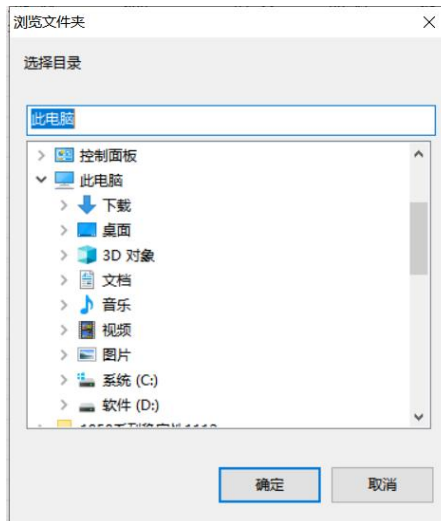 浏览文件夹
选择目录
此电脑
控制面板
此电脑
下载
桌面
3D 对象
文档
音乐
视频
图片
系统 (C:)
软件 (D:)
确定
取消